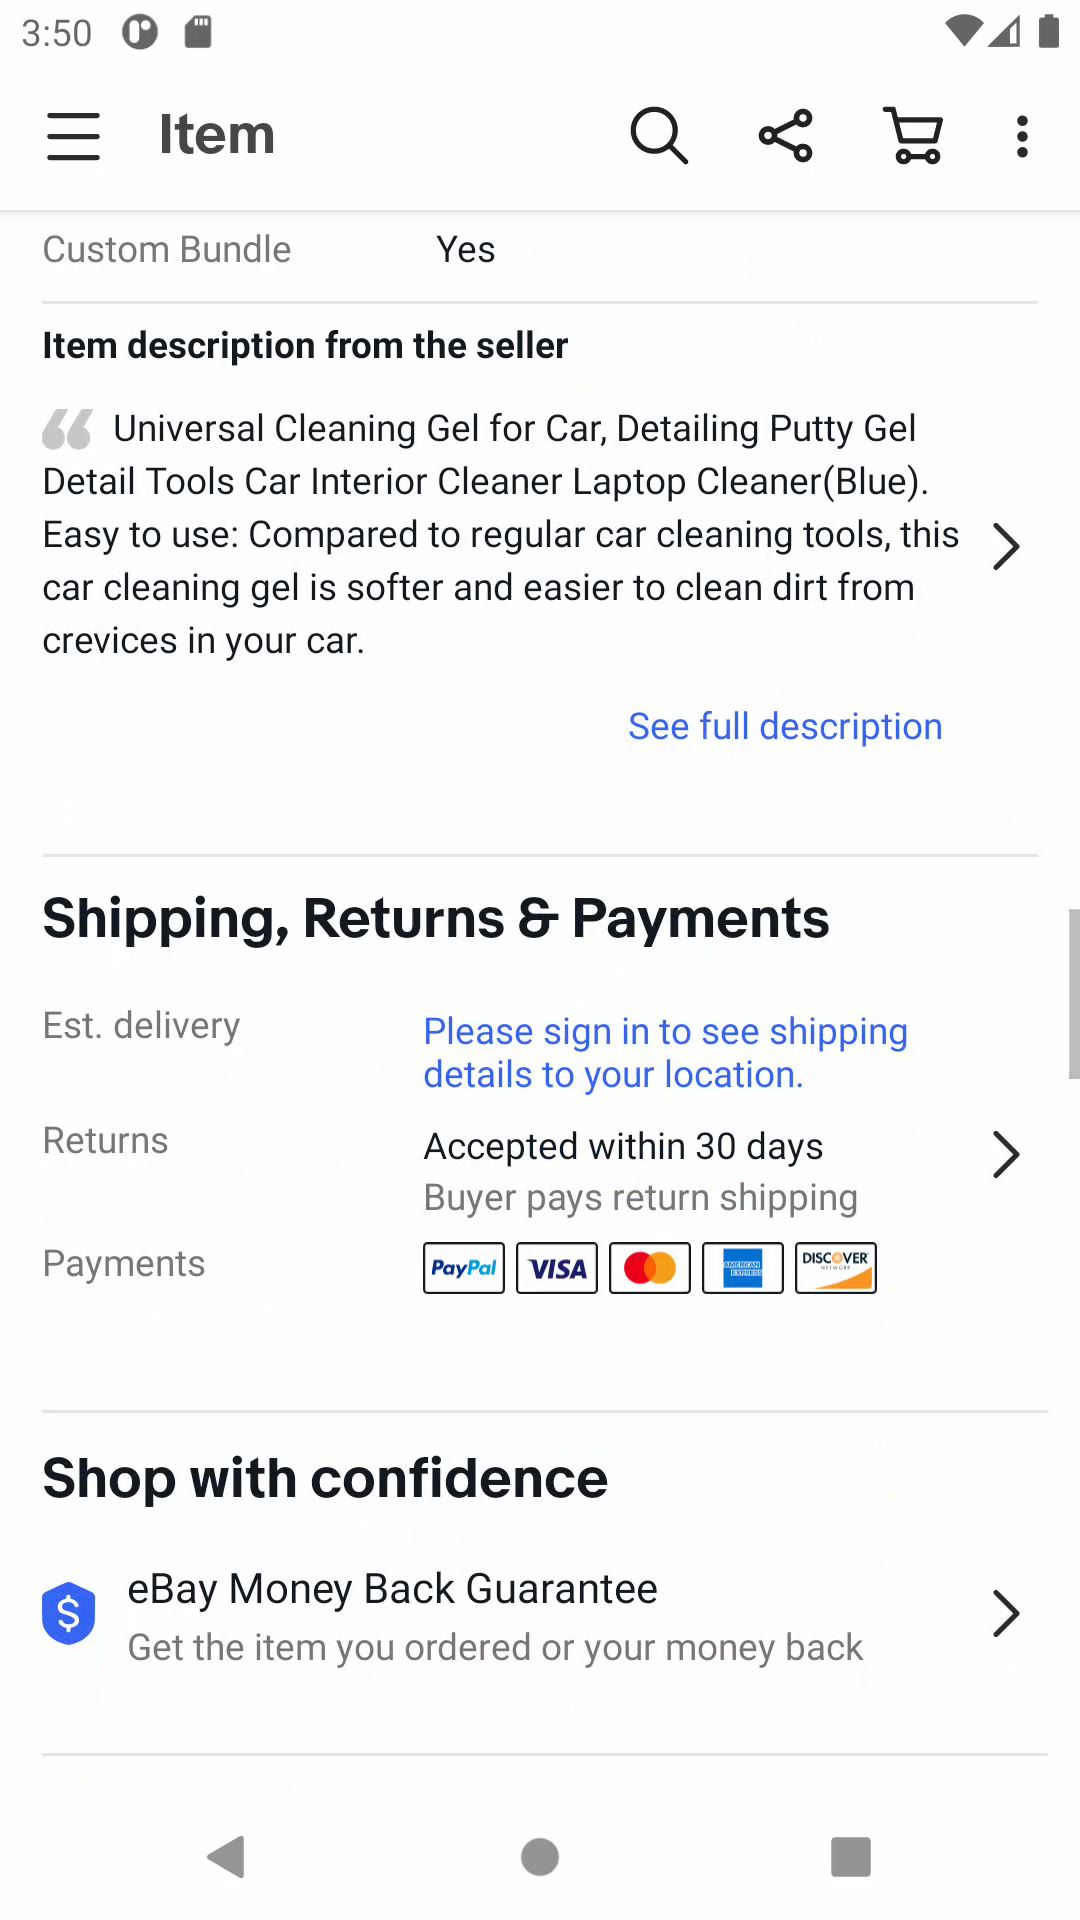 3:50
Item
Custom Bundle Yes
Item description from the seller
Universal Cleaning Gel for Car, Detailing Putty Gel
Detail Tools Car Interior Cleaner Laptop Cleaner(Blue).
Easy to use: Compared to regular car cleaning tools, this
car cleaning gel is softer and easier to clean dirt from
crevices in your car.
See full description
Shipping, Returns & Payments
Est. delivery Please sign in to see shipping
details to your location.
Returns Accepted within 30 days
Buyer pays return shipping
Payments PayPal VISA AMERICAN EXPRESS DISCOVER NETWORK
Shop with confidence
eBay Money Back Guarantee
Get the item you ordered or your money back